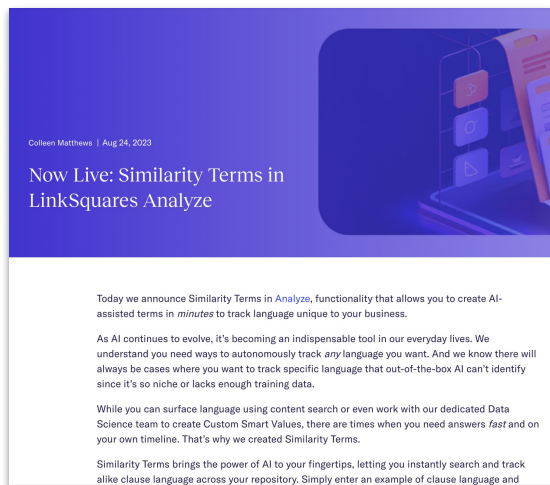 Colleen Matthews | Aug 24, 2023
Now Live: Similarity Terms in
LinkSquares Analyze
Today we announce Similarity Terms in Analyze, functionality that allows you to create AI-
assisted terms in minutes to track language unique to your business.
As AI continues to evolve, it's becoming an indispensable tool in our everyday lives. We
understand you need ways to autonomously track any language you want. And we know there will
always be cases where you want to track specific language that out-of-the-box AI can't identify
since it's so niche or lacks enough training data.
While you can surface language using content search or even work with our dedicated Data
Science team to create Custom Smart Values, there are times when you need answers fast and on
your own timeline. That's why we created Similarity Terms.
Similarity Terms brings the power of AI to your fingertips, letting you instantly search and track
alike clause language across your repository. Simply enter an example of clause language and